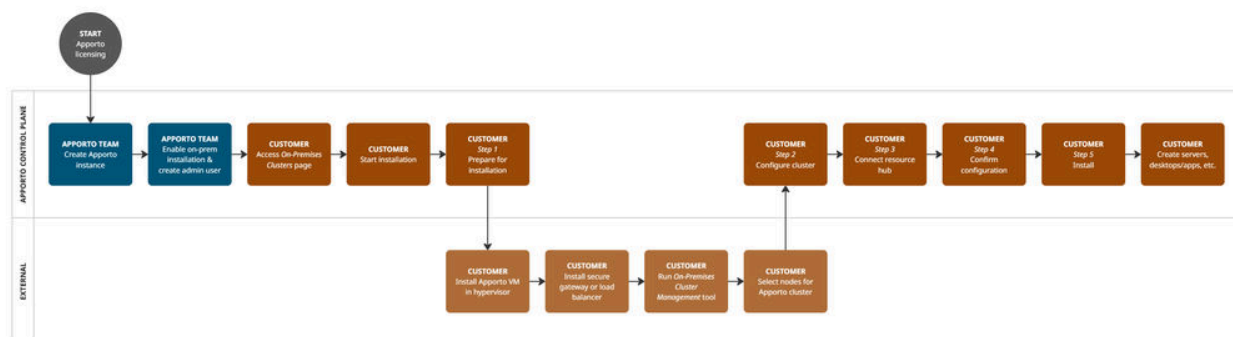 START
Apporto
licensing
APPORTO CONTROL PLANE
APPORTO TEAM
Create Apporto
instance
APPORTO TEAM
Enable on-prem
installation &
create admin user
CUSTOMER
Access On-Premises
Clusters page
CUSTOMER
Start installation
CUSTOMER
Step 1
Prepare for
installation
CUSTOMER
Step 2
Configure cluster
CUSTOMER
Step 3
Connect resource
hub
CUSTOMER
Step 4
Confirm
configuration
CUSTOMER
Step 5
Install
CUSTOMER
Create servers,
desktops/apps, etc.
EXTERNAL
CUSTOMER
Install Apporto VM
in hypervisor
CUSTOMER
Install secure
gateway or load
balancer
CUSTOMER
Run On-Premises
Cluster
Management tool
CUSTOMER
Select nodes for
Apporto cluster